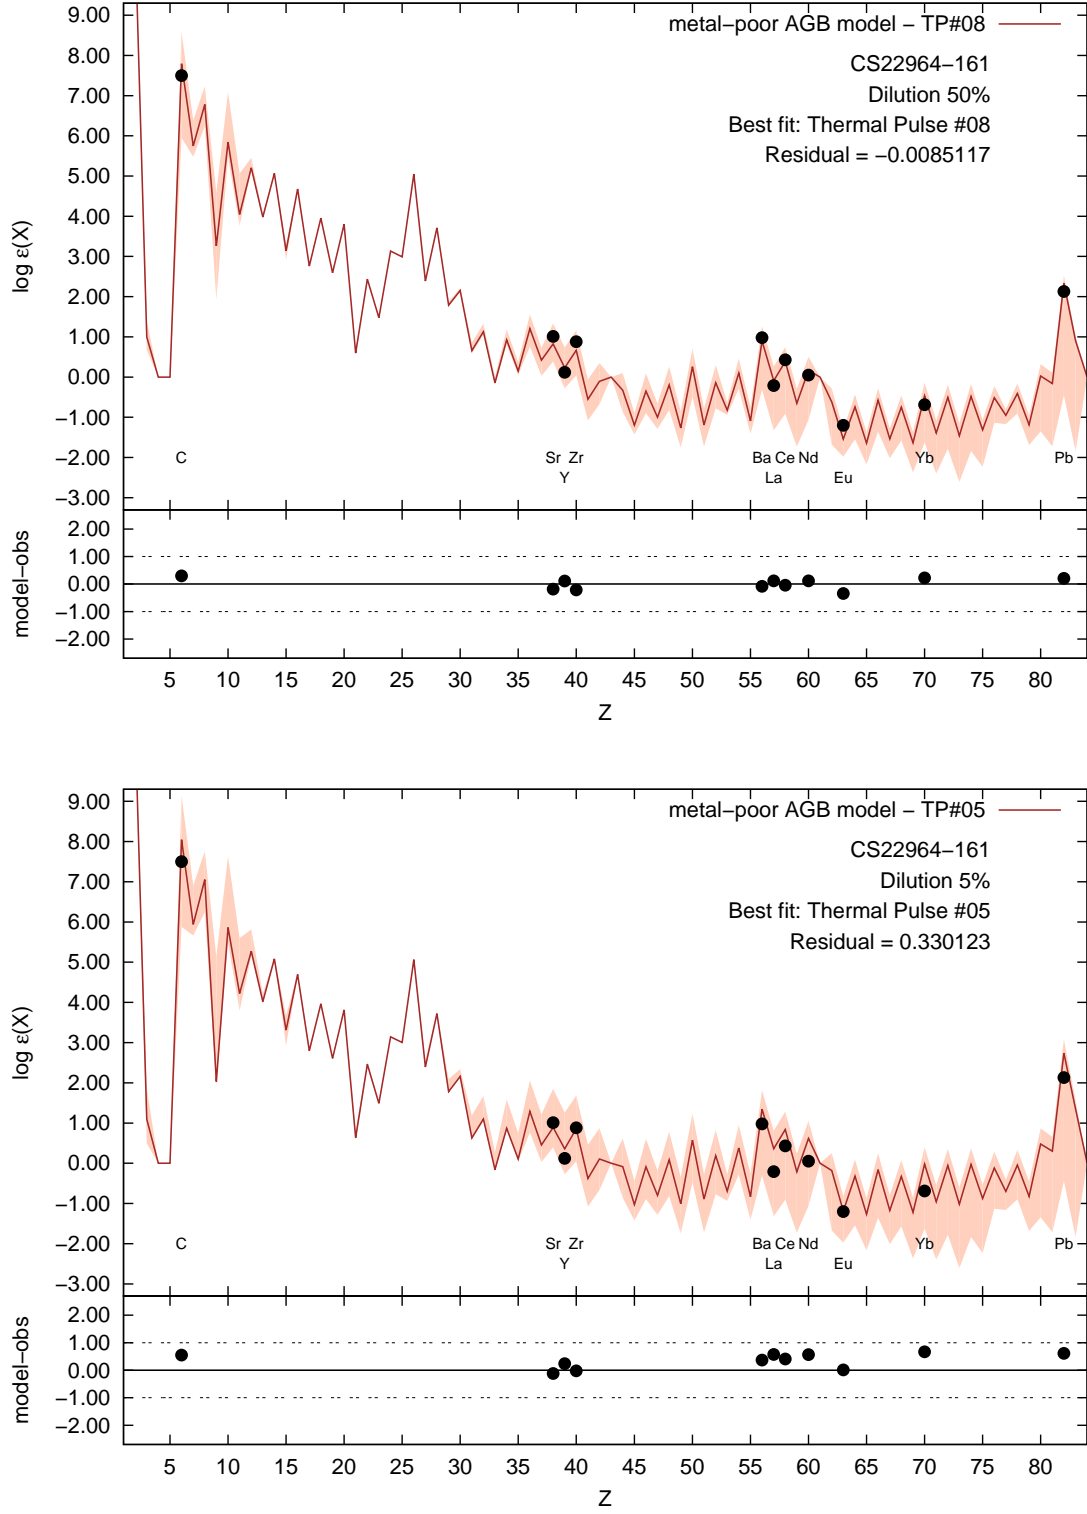 metal−poor AGB model − TP#08
CS22964−161
Dilution 50%
Best fit: Thermal Pulse #08
Residual = −0.0085117
log ε(X)
9.00
8.00
7.00
6.00
5.00
4.00
3.00
2.00
1.00
0.00
−1.00
−2.00
−3.00
C
Sr Zr
Y
Ba Ce Nd
La
Eu
Yb
Pb
model−obs
2.00
1.00
0.00
−1.00
−2.00
5 10 15 20 25 30 35 40 45 50 55 60 65 70 75 80
Z
metal−poor AGB model − TP#05
CS22964−161
Dilution 5%
Best fit: Thermal Pulse #05
Residual = 0.330123
log ε(X)
9.00
8.00
7.00
6.00
5.00
4.00
3.00
2.00
1.00
0.00
−1.00
−2.00
−3.00
C
Sr Zr
Y
Ba Ce Nd
La
Eu
Yb
Pb
model−obs
2.00
1.00
0.00
−1.00
−2.00
5 10 15 20 25 30 35 40 45 50 55 60 65 70 75 80
Z